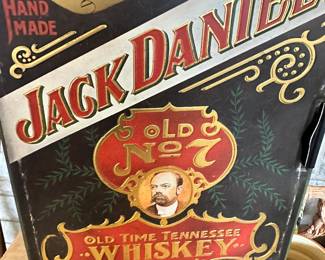 HAND
MADE
JACK DANIEL
OLD
No 7
OLD TIME TENNESSEE
WHISKEY